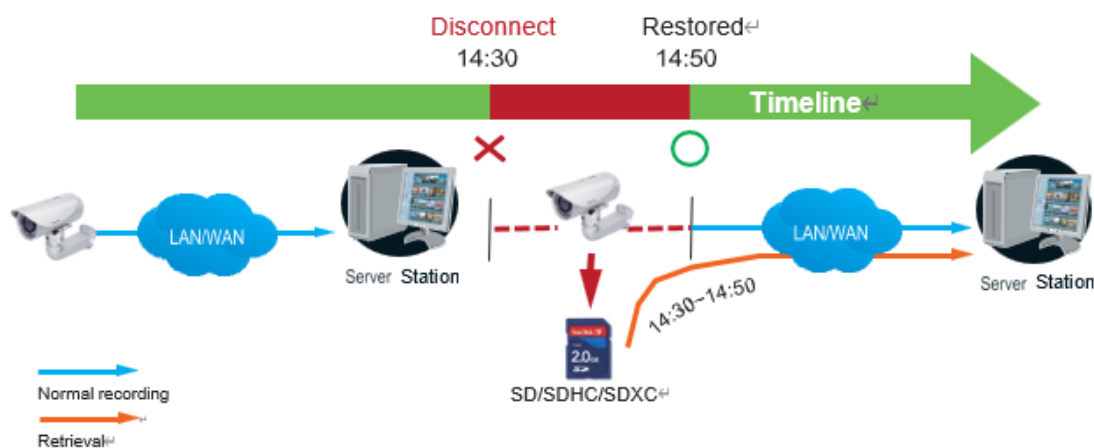 Disconnect
14:30
Restored↵
14:50
Timeline↵
LAN/WAN
Server Station
LAN/WAN
Server Station
14:30~14:50
2.0GB
SD/SDHC/SDXC↵
Normal recording
↵
Retrieval↵